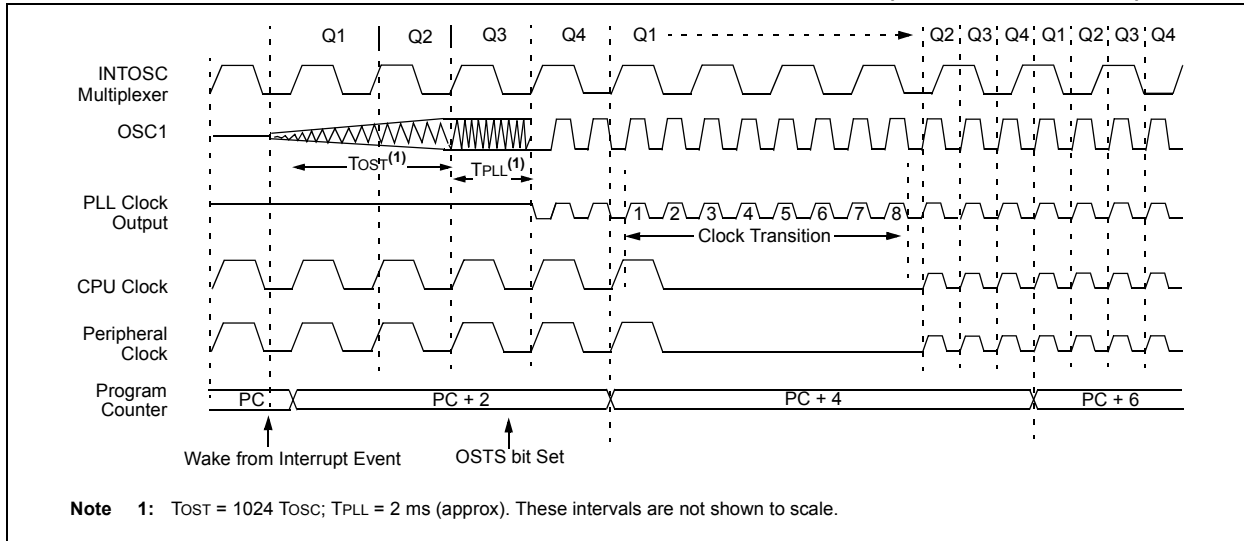 Q1 Q2 Q3 Q4 Q1 Q2 Q3 Q4 Q1 Q2 Q3 Q4
INTOSC
Multiplexer
OSC1
TOST(1)
TPLL(1)
PLL Clock
Output
1 2 3 4 5 6 7 8
Clock Transition
CPU Clock
Peripheral
Clock
Program
Counter
PC PC + 2 PC + 4 PC + 6
Wake from Interrupt Event OSTS bit Set
Note 1: TOST = 1024 TOSC; TPLL = 2 ms (approx). These intervals are not shown to scale.